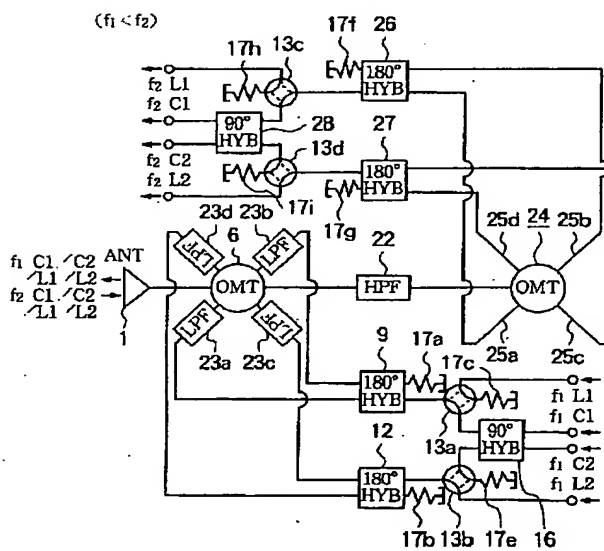 (f₁<f₂)
17h
13c
17f
26
f₂ L1
f₂ C1
180°
HYB
90°
HYB
28
27
f₂ C2
f₂ L2
13d
180°
HYB
17i
17g
23d
23b
6
25d
24
25b
LPF
LPF
22
f₁ C1／C2
／L1／L2
ANT
OMT
HPF
OMT
f₂ C1／C2
／L1／L2
1
LPF
LPF
23a
23c
25a
25c
9
17a
17c
180°
HYB
f₁ L1
f₁ C1
13a
90°
HYB
12
180°
HYB
f₁ C2
f₁ L2
17b
13b
17e
16